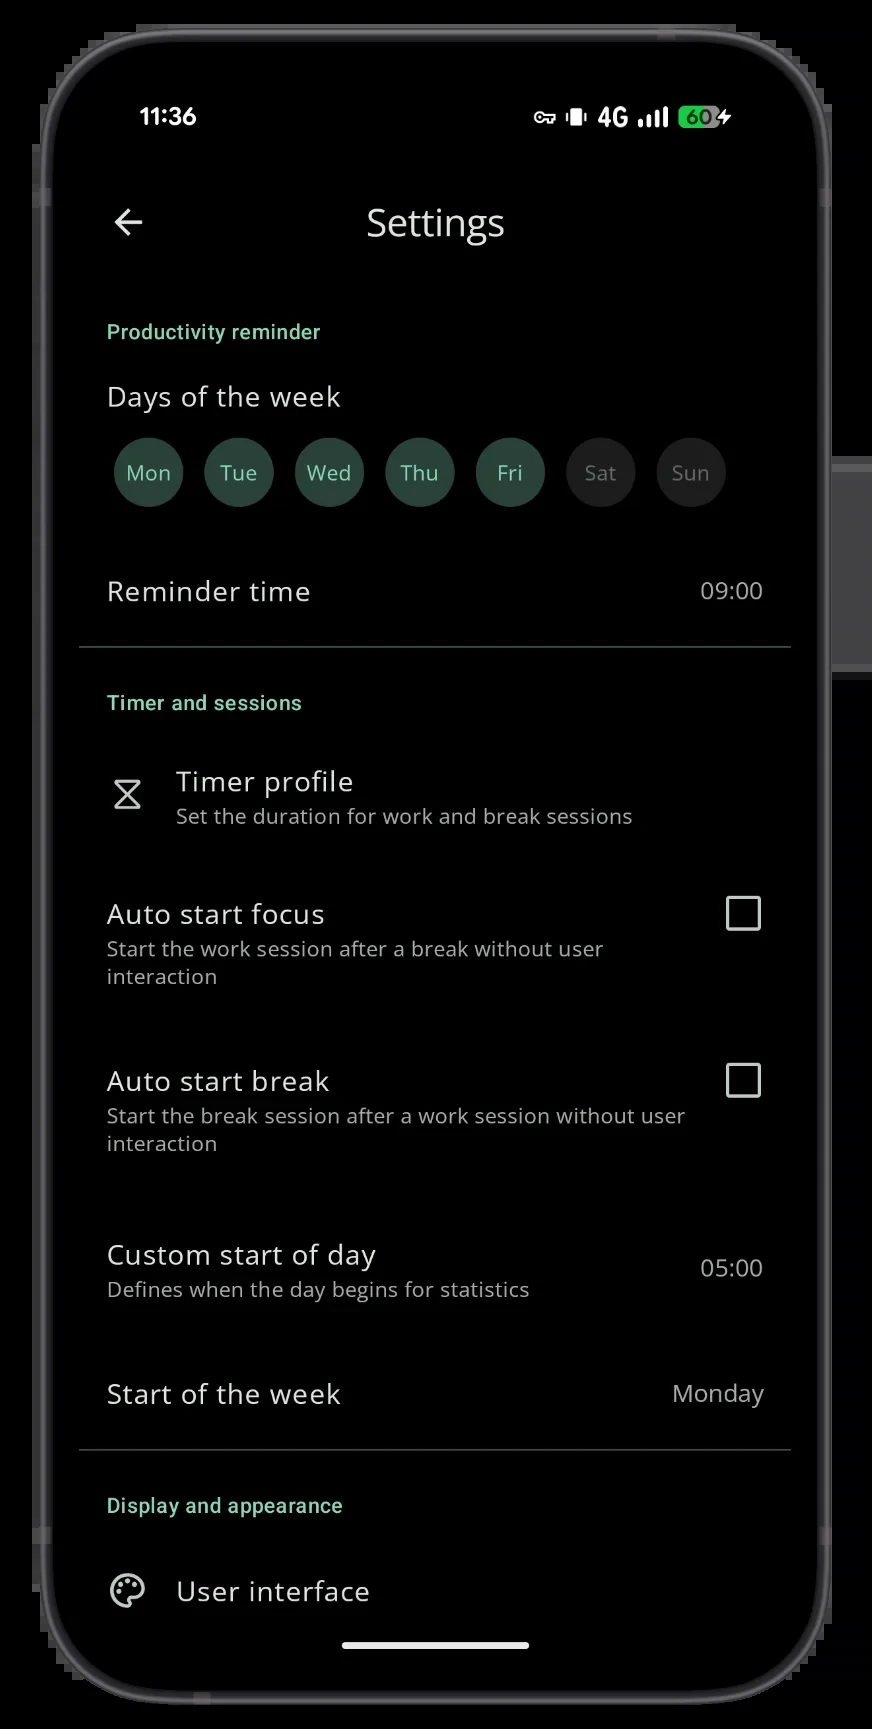 11:36 4G 60
Settings
Productivity reminder
Days of the week
Mon Tue Wed Thu Fri Sat Sun
Reminder time 09:00
Timer and sessions
Timer profile
Set the duration for work and break sessions
Auto start focus
Start the work session after a break without user
interaction
Auto start break
Start the break session after a work session without user
interaction
Custom start of day 05:00
Defines when the day begins for statistics
Start of the week Monday
Display and appearance
User interface